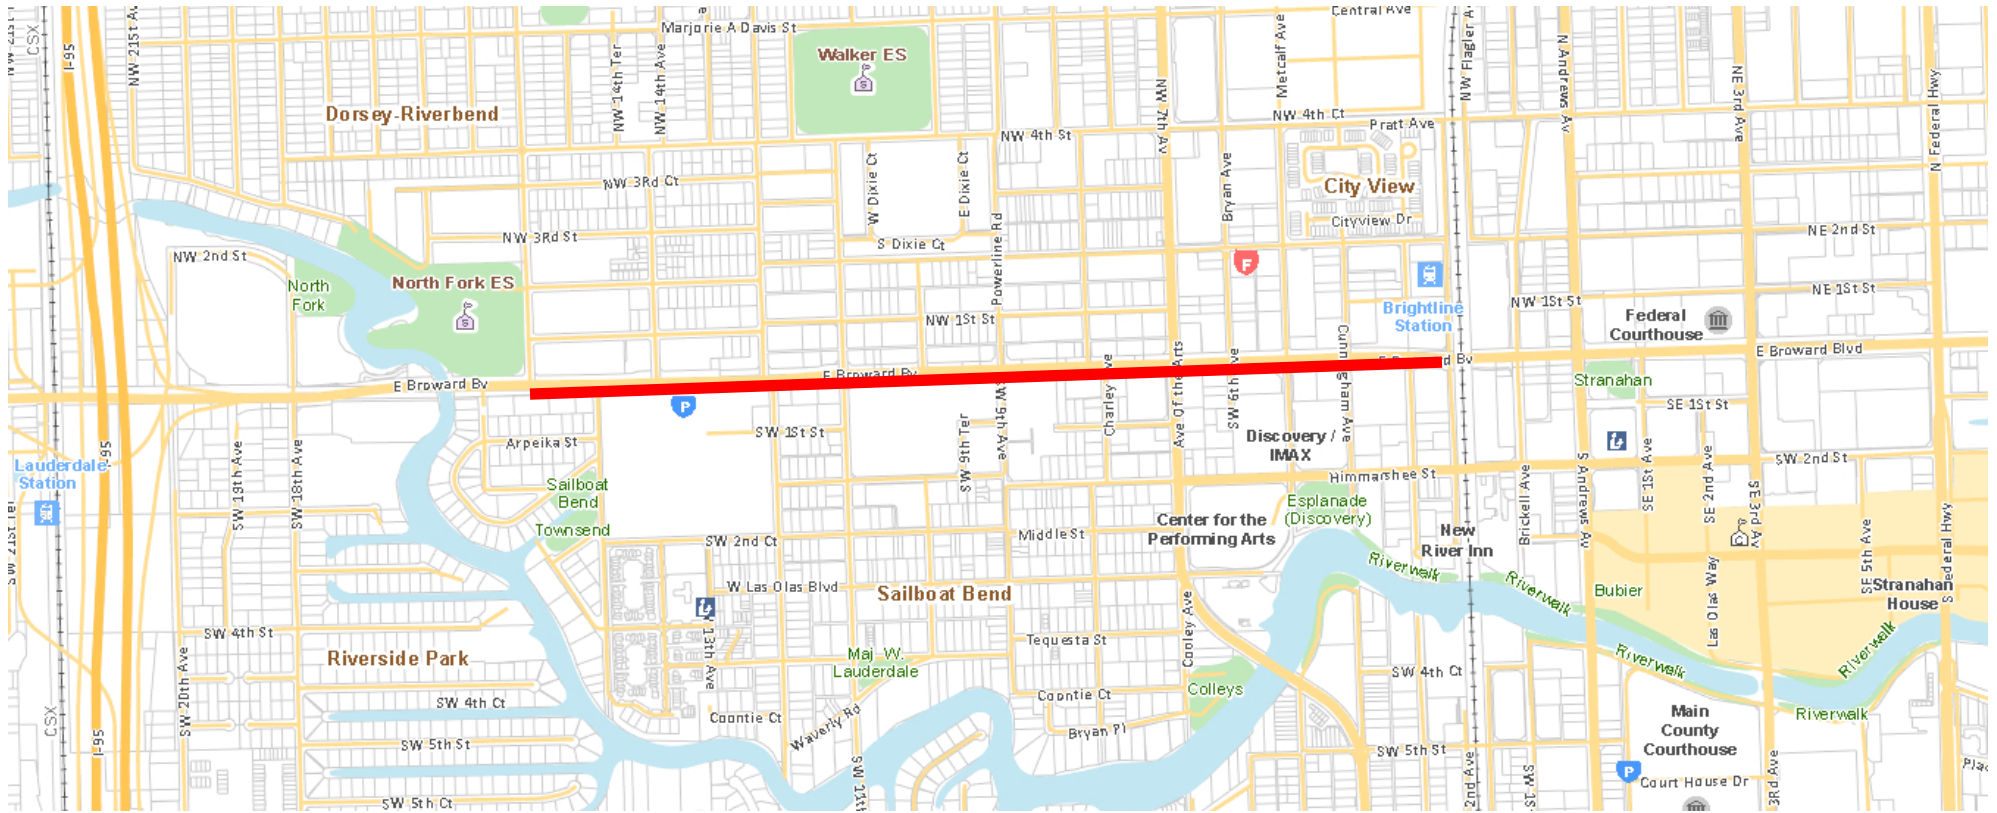 Central Ave
Marjorie A Davis St
CSX
I-95
NW 21st Av
NW 14th Ter
NW 14th Ave
Walker ES
Metcalf Ave
NW Flagler A
N Andrews Av
NE 3rd Ave
N Federal Hwy
NW 7th Av
Dorsey-Riverbend
NW 4th St
NW 4th Ct
Pratt Ave
NW 3Rd Ct
W Dixie Ct
E Dixie Ct
Bryan Ave
City View
Cityview Dr
NW 3Rd St
S Dixie Ct
Powerline Rd
NE 2nd St
NW 2nd St
F
North
Fork
North Fork ES
S
NW 1St St
NE 1St St
Brightline
Station
NW 1St St
Federal
Courthouse
Cunningham Ave
Ave Of the Arts
Charley Ave
SW 6th Ave
E Broward Bv
E Broward Bv
E Broward Blvd
Stranahan
P
SW 9th Ave
SE 1St St
Arpeika St
SW 1St St
SW 9th Ter
Discovery /
IMAX
Lauderdale
Station
I-95
SW 19th Ave
SW 18th Ave
SW 2nd St
Himmarshee St
Sailboat
Bend
Townsend
Esplanade
(Discovery)
Brickell Ave
S Andrews Av
SE 1St Ave
SE 2nd Ave
SE 3rd Av
Center for the
Performing Arts
New
River Inn
SW 2nd Ct
Middle St
SE 5th Ave
S Federal Hwy
Riverwalk
Riverwalk
Bubier
Las Olas Way
Stranahan
House
W Las Olas Blvd
Sailboat Bend
SW 4th St
Riverside Park
SW 13th Ave
Tequesta St
Cooley Ave
Riverwalk
Riverwalk
Maj. W.
Lauderdale
SW 20th Ave
SW 4th Ct
Colleys
Coontie Ct
SW 4th Ct
CSX
Coontie Ct
Waverly Rd
Bryan Pl
Riverwalk
Main
County
Courthouse
I-95
SW 5th St
SW 5th St
SW 11th
P
Court House Dr
2nd Ave
3Rd Ave
SW 5th Ct